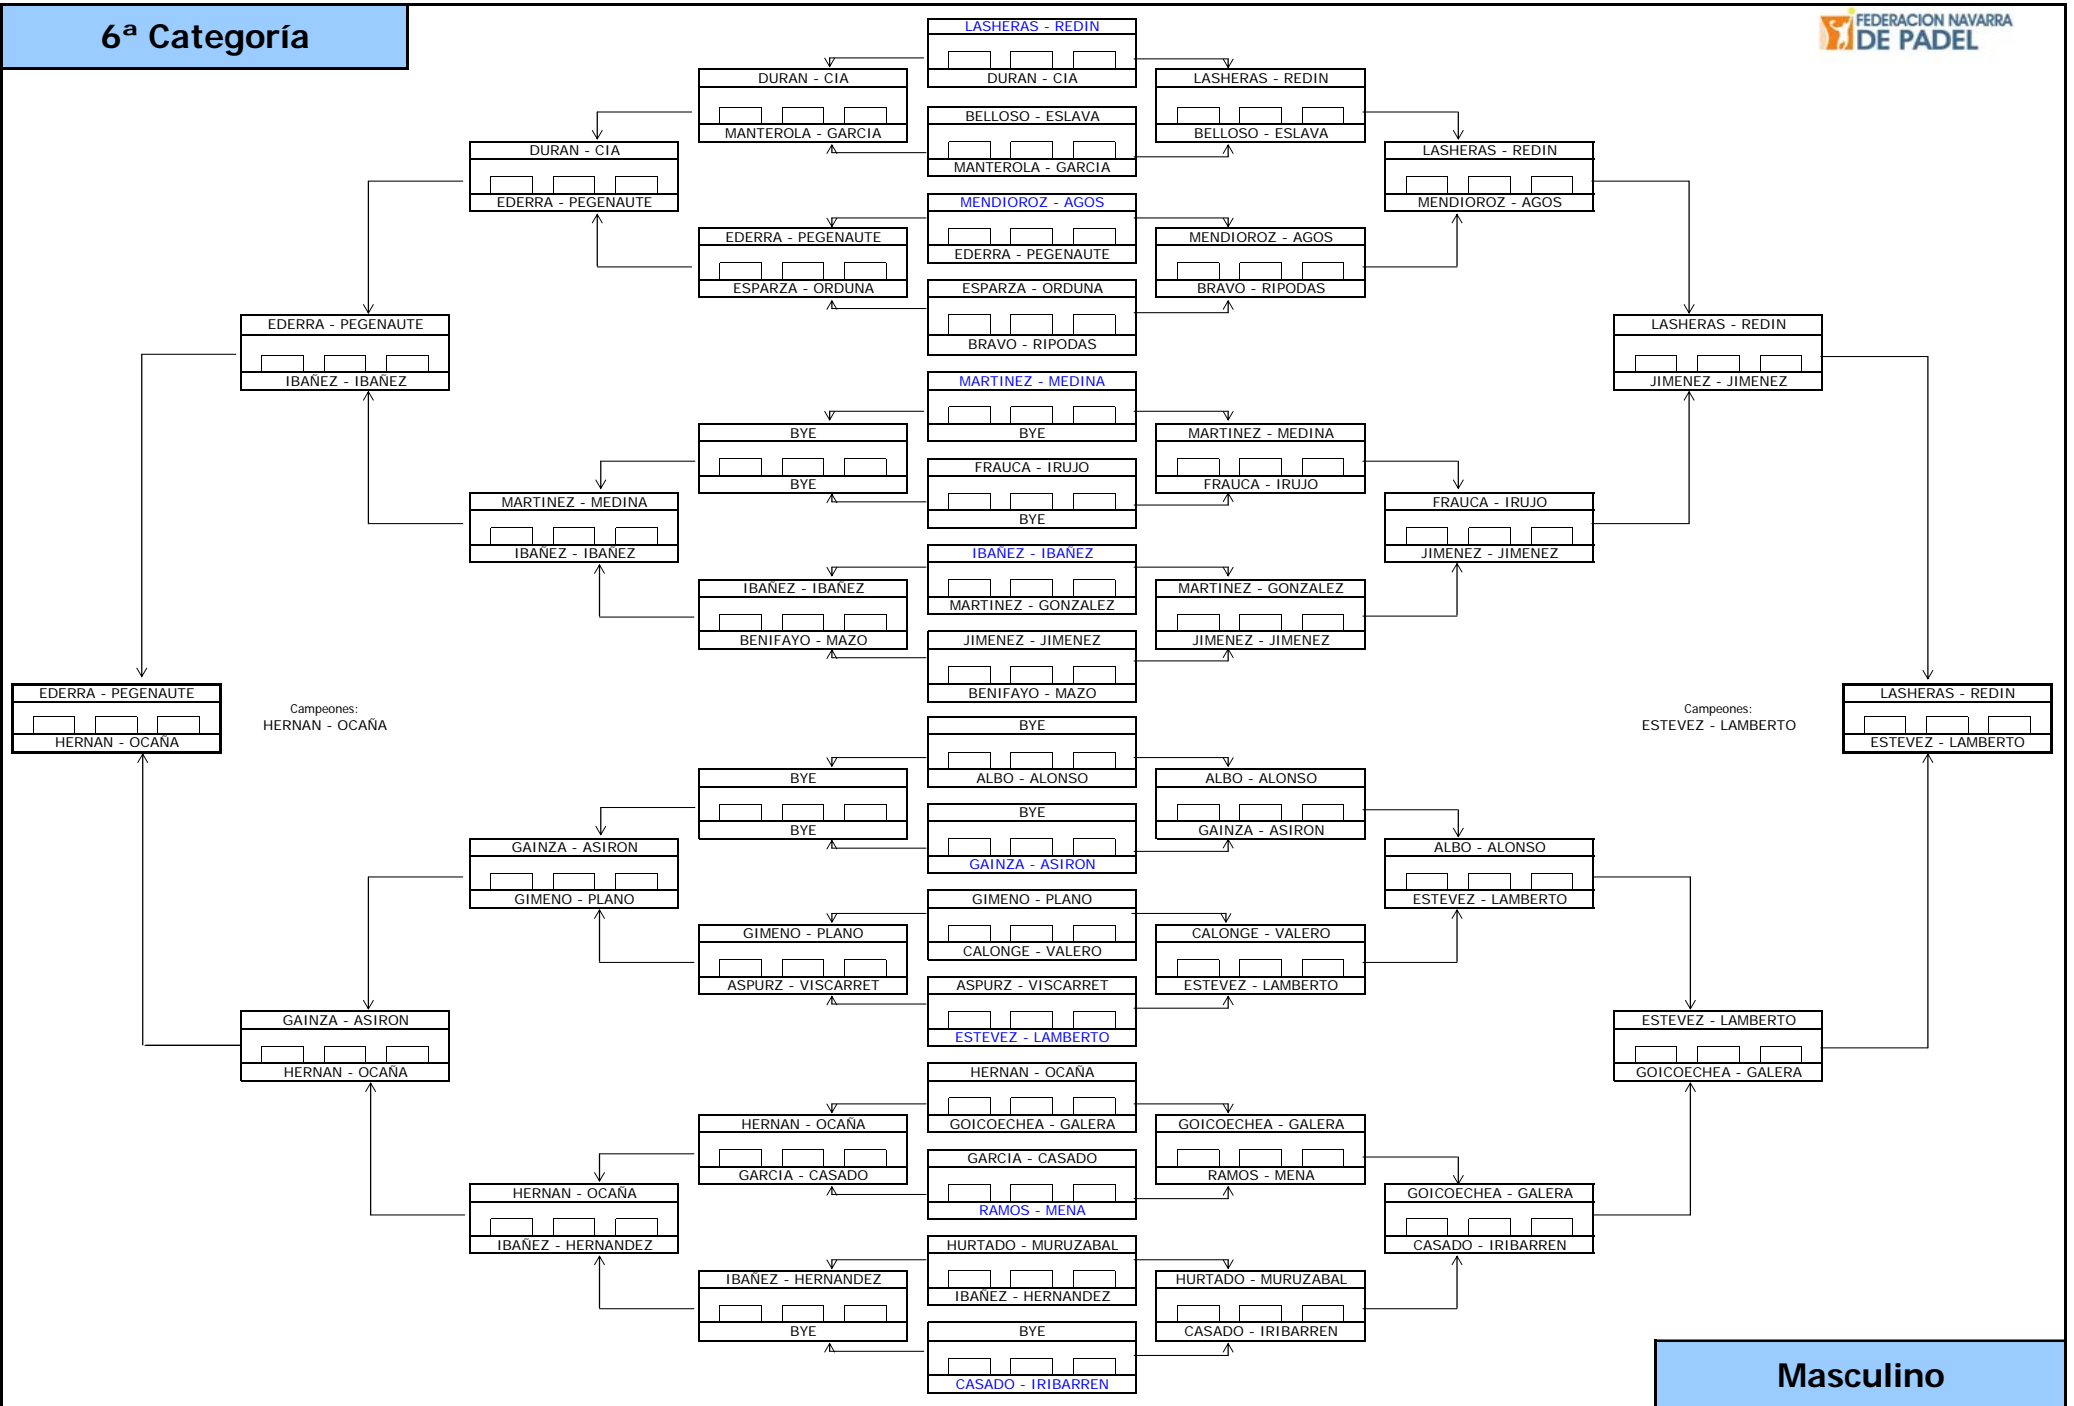 6ª Categoría
FEDERACION NAVARRA
DE PADEL
LASHERAS - REDIN
DURAN - CIA
BELLOSO - ESLAVA
MANTEROLA - GARCIA
MENDIOROZ - AGOS
EDERRA - PEGENAUTE
ESPARZA - ORDUNA
BRAVO - RIPODAS
MARTINEZ - MEDINA
BYE
FRAUCA - IRUJO
BYE
IBAÑEZ - IBAÑEZ
MARTINEZ - GONZALEZ
JIMENEZ - JIMENEZ
BENIFAYO - MAZO
BYE
ALBO - ALONSO
BYE
GAINZA - ASIRON
GIMENO - PLANO
CALONGE - VALERO
ASPURZ - VISCARRET
ESTEVEZ - LAMBERTO
HERNAN - OCAÑA
GOICOECHEA - GALERA
GARCIA - CASADO
RAMOS - MENA
HURTADO - MURUZABAL
IBAÑEZ - HERNANDEZ
BYE
CASADO - IRIBARREN
DURAN - CIA
MANTEROLA - GARCIA
EDERRA - PEGENAUTE
ESPARZA - ORDUNA
BYE
BYE
IBAÑEZ - IBAÑEZ
BENIFAYO - MAZO
BYE
BYE
GIMENO - PLANO
ASPURZ - VISCARRET
HERNAN - OCAÑA
GARCIA - CASADO
IBAÑEZ - HERNANDEZ
BYE
DURAN - CIA
EDERRA - PEGENAUTE
MARTINEZ - MEDINA
IBAÑEZ - IBAÑEZ
GAINZA - ASIRON
GIMENO - PLANO
HERNAN - OCAÑA
IBAÑEZ - HERNANDEZ
EDERRA - PEGENAUTE
IBAÑEZ - IBAÑEZ
GAINZA - ASIRON
HERNAN - OCAÑA
EDERRA - PEGENAUTE
HERNAN - OCAÑA
Campeones:
HERNAN - OCAÑA
LASHERAS - REDIN
BELLOSO - ESLAVA
MENDIOROZ - AGOS
BRAVO - RIPODAS
MARTINEZ - MEDINA
FRAUCA - IRUJO
MARTINEZ - GONZALEZ
JIMENEZ - JIMENEZ
ALBO - ALONSO
GAINZA - ASIRON
CALONGE - VALERO
ESTEVEZ - LAMBERTO
GOICOECHEA - GALERA
RAMOS - MENA
HURTADO - MURUZABAL
CASADO - IRIBARREN
LASHERAS - REDIN
MENDIOROZ - AGOS
FRAUCA - IRUJO
JIMENEZ - JIMENEZ
ALBO - ALONSO
ESTEVEZ - LAMBERTO
GOICOECHEA - GALERA
CASADO - IRIBARREN
LASHERAS - REDIN
JIMENEZ - JIMENEZ
ESTEVEZ - LAMBERTO
GOICOECHEA - GALERA
Campeones:
ESTEVEZ - LAMBERTO
LASHERAS - REDIN
ESTEVEZ - LAMBERTO
Masculino